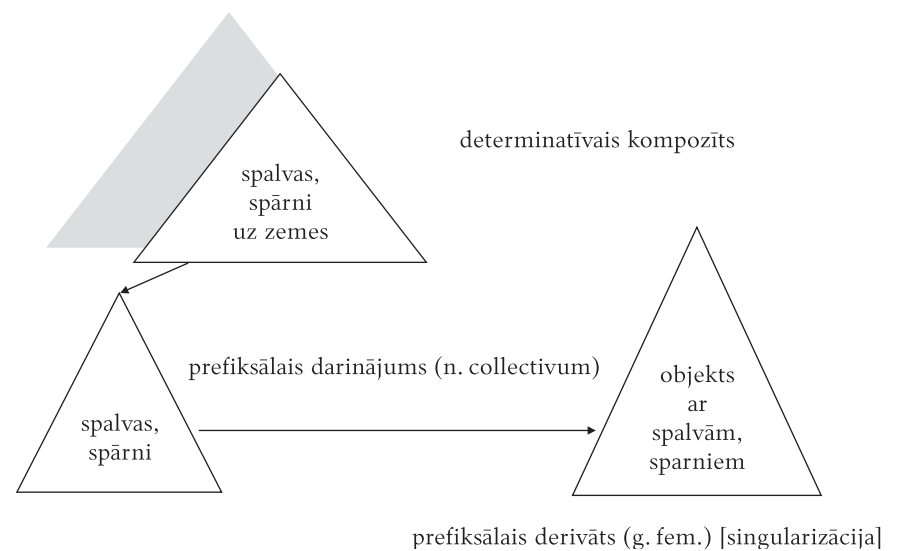 determinatīvais kompozīts
spalvas,
spārni
uz zemes
prefiksālais darinājums (n. collectivum)
spalvas,
spārni
objekts
ar
spalvām,
sparniem
prefiksālais derivāts (g. fem.) [singularizācija]